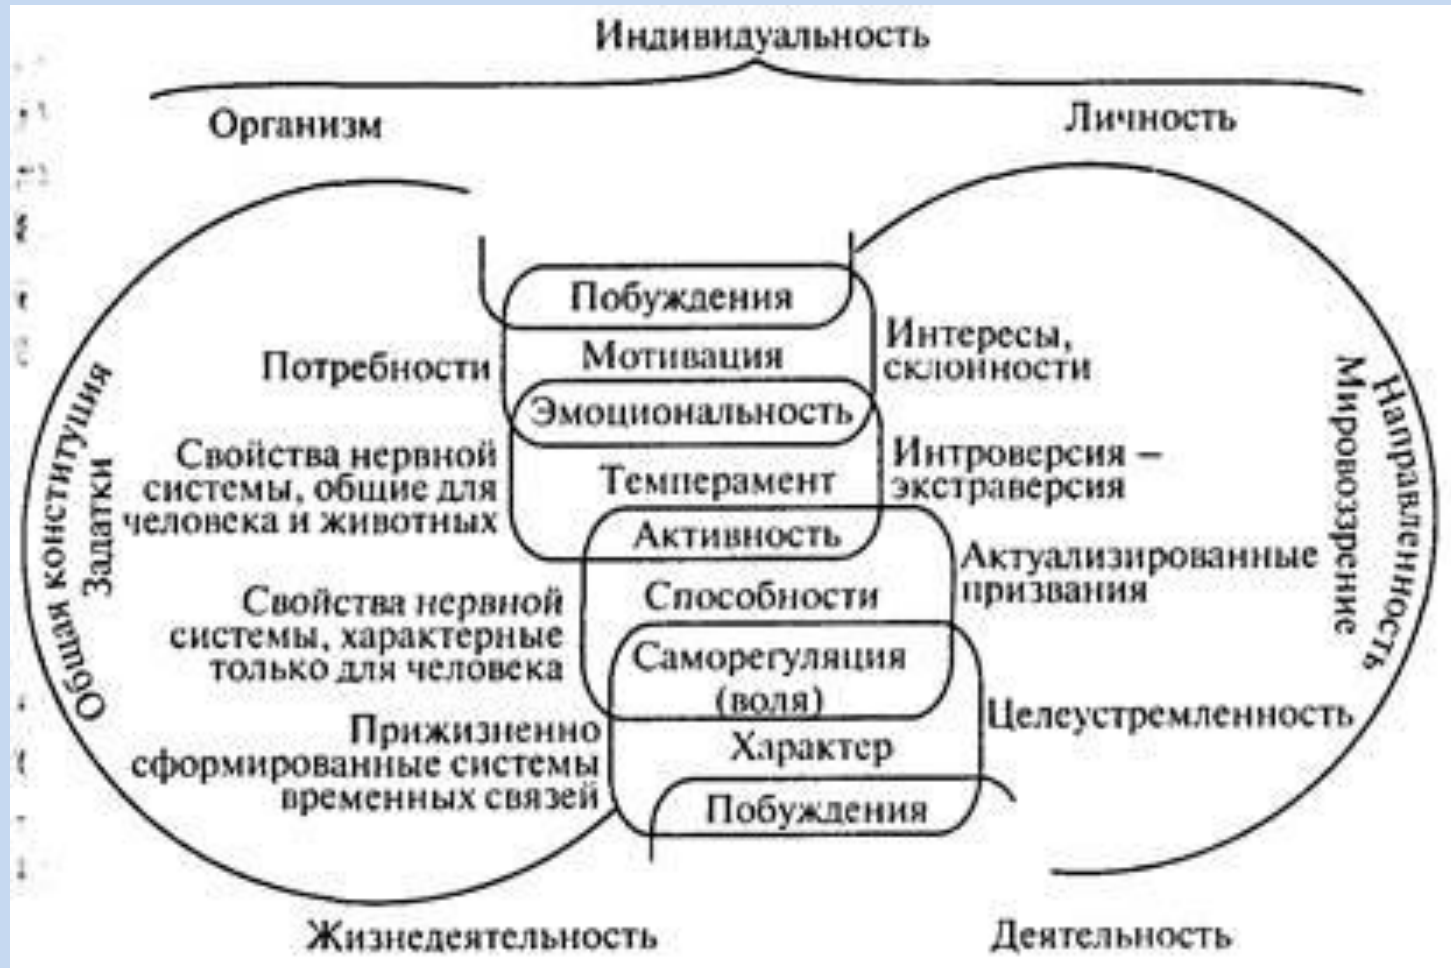 Индивидуальность
Организм
Личность
Побуждения
Мотивация
Эмоциональность
Темперамент
Активность
Способности
Саморегуляция
(воля)
Характер
Побуждения
Общая конституция
Задатки
Потребности
Свойства нервной
системы, общие для
человека и животных
Свойства нервной
системы, характерные
только для человека
Прижизненно
сформированные системы
временных связей
Интересы,
склонности
Интроверсия –
экстраверсия
Актуализированные
призвания
Целеустремленность
Направленность
Мировоззрение
Жизнедеятельность
Деятельность